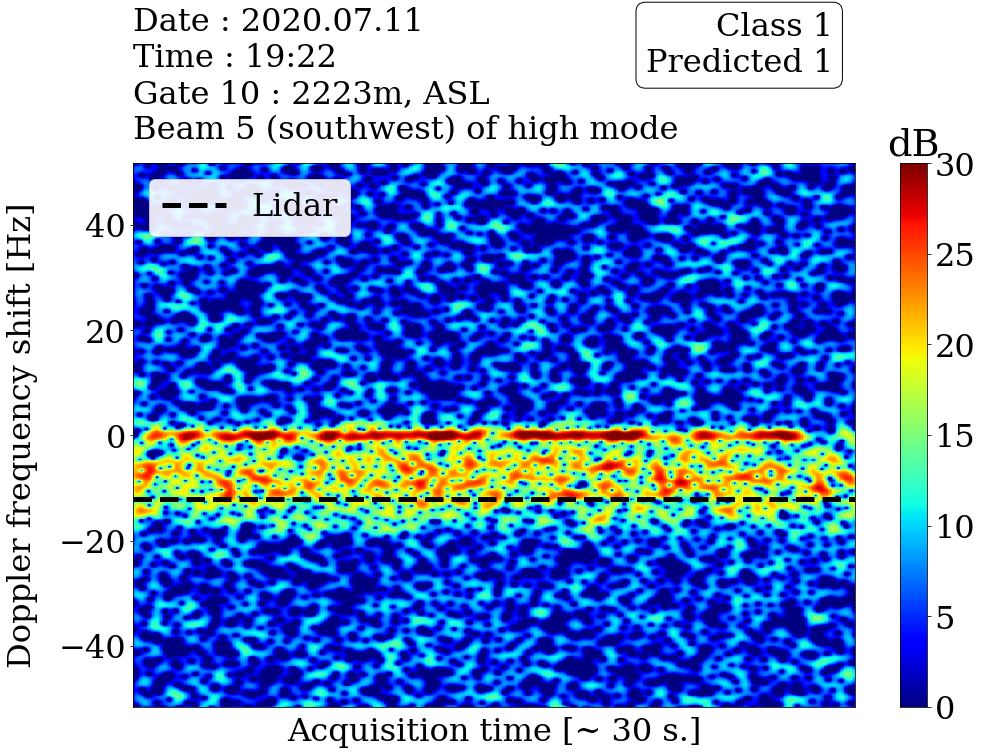 Date : 2020.07.11
Time : 19:22
Gate 10 : 2223m, ASL
Beam 5 (southwest) of high mode
Class 1
Predicted 1
dB
Lidar
Doppler frequency shift [Hz]
40
20
0
−20
−40
30
25
20
15
10
5
0
Acquisition time [~ 30 s.]